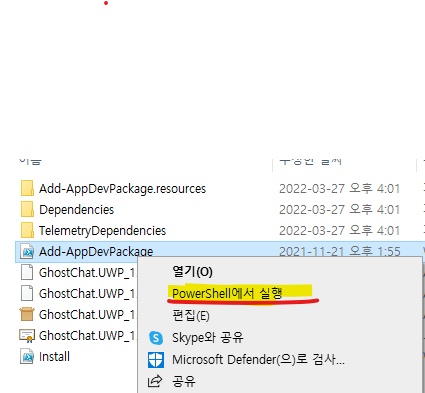 이름 수정한 날짜
Add-AppDevPackage.resources 2022-03-27 오후 4:01
Dependencies 2022-03-27 오후 4:01
TelemetryDependencies 2022-03-27 오후 4:01
Add-AppDevPackage 2021-11-21 오후 1:55
GhostChat.UWP_1
GhostChat.UWP_1
GhostChat.UWP_1
GhostChat.UWP_1
Install
열기(O)
PowerShell에서 실행
편집(E)
Skype와 공유
Microsoft Defender(으)로 검사...
공유